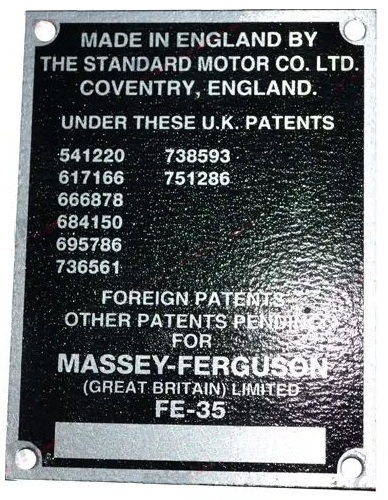 MADE IN ENGLAND BY
THE STANDARD MOTOR CO. LTD.
COVENTRY, ENGLAND.
UNDER THESE U.K. PATENTS
541220 738593
617166 751286
666878
684150
695786
736561
FOREIGN PATENTS
OTHER PATENTS PENDING
FOR
MASSEY-FERGUSON
(GREAT BRITAIN) LIMITED
FE-35